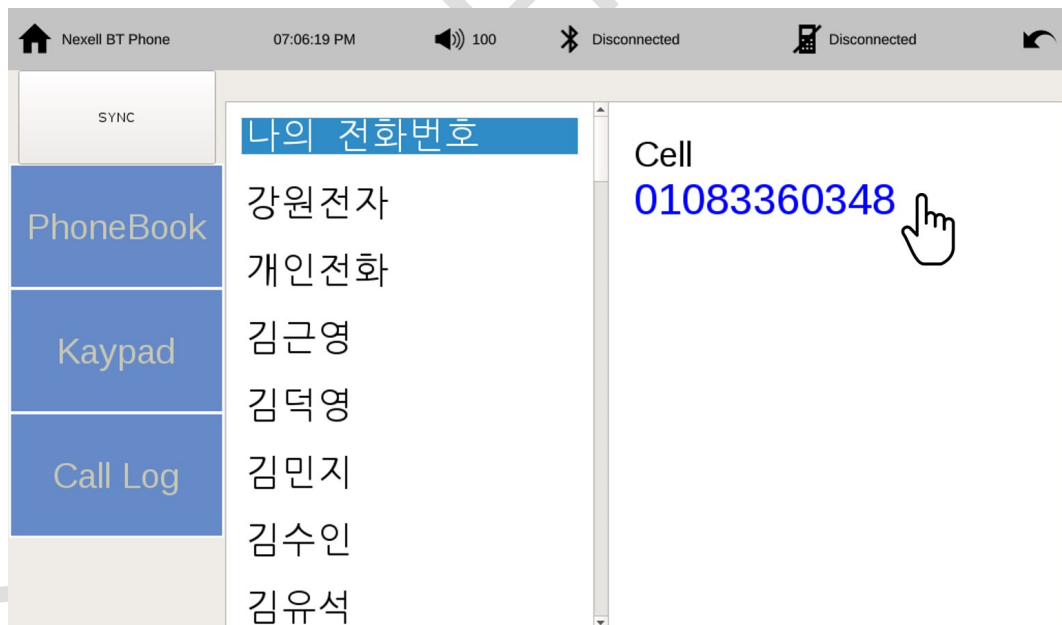 Nexell BT Phone 07:06:19 PM 100 Disconnected Disconnected
SYNC
PhoneBook
Kaypad
Call Log
나의 전화번호
강원전자
개인전화
김근영
김덕영
김민지
김수인
김유석
Cell
01083360348